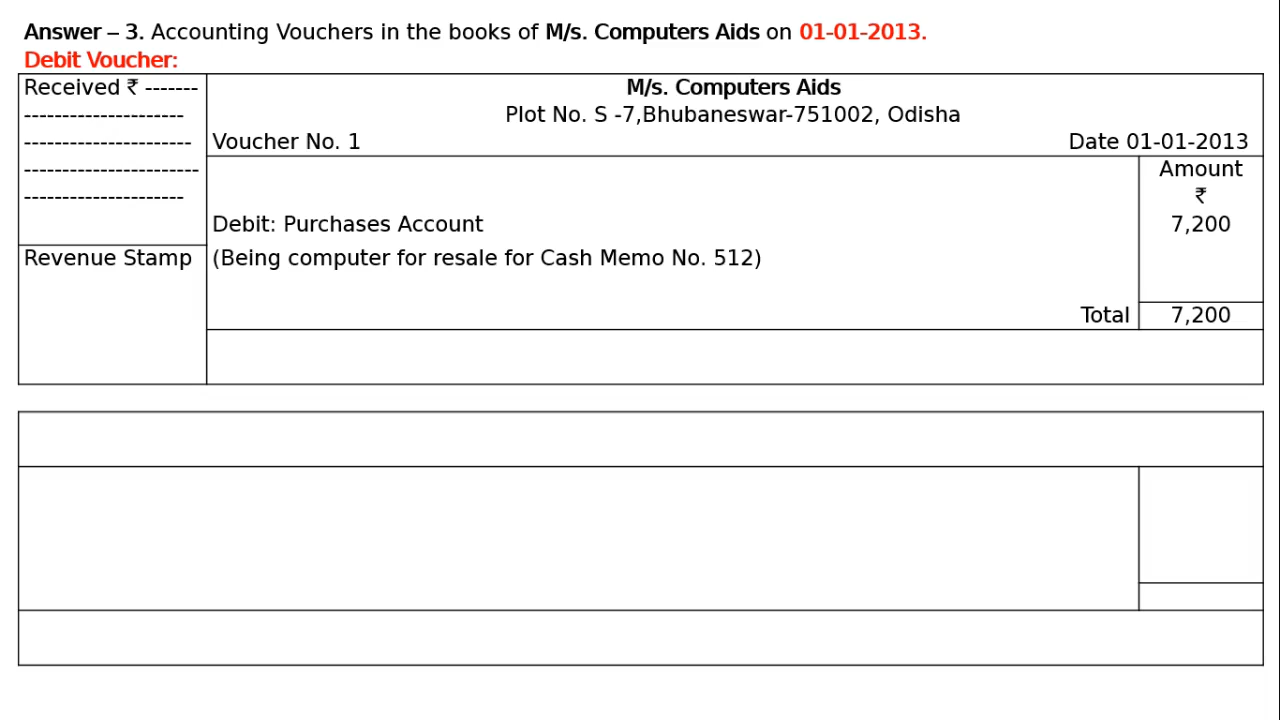 Answer – 3. Accounting Vouchers in the books of M/s. Computers Aids on 01-01-2013.
Debit Voucher:
Received ₹ -------
---------------------
----------------------
-----------------------
---------------------
Revenue Stamp
M/s. Computers Aids
Plot No. S -7,Bhubaneswar-751002, Odisha
Voucher No. 1 Date 01-01-2013
Amount
₹
Debit: Purchases Account 7,200
(Being computer for resale for Cash Memo No. 512)
Total 7,200